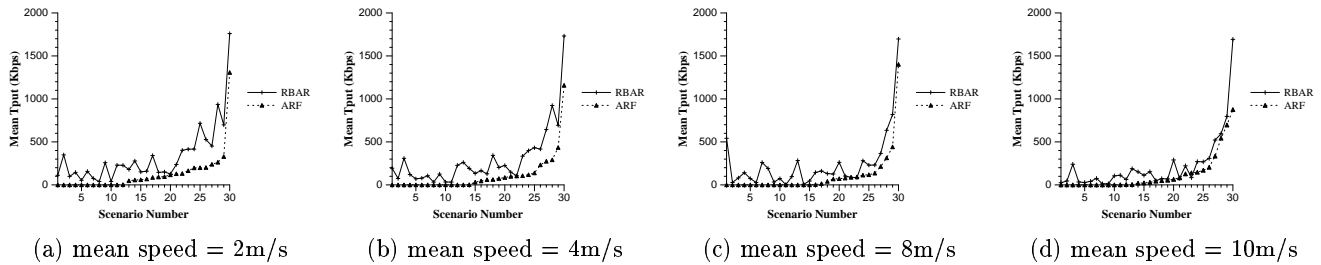 2000
1500
1000
500
0
Mean Tput (Kbps)
5 10 15 20 25 30
Scenario Number
RBAR
ARF
(a) mean speed = 2m/s
2000
1500
1000
500
0
Mean Tput (Kbps)
5 10 15 20 25 30
Scenario Number
RBAR
ARF
(b) mean speed = 4m/s
2000
1500
1000
500
0
Mean Tput (Kbps)
5 10 15 20 25 30
Scenario Number
RBAR
ARF
(c) mean speed = 8m/s
2000
1500
1000
500
0
Mean Tput (Kbps)
5 10 15 20 25 30
Scenario Number
RBAR
ARF
(d) mean speed = 10m/s